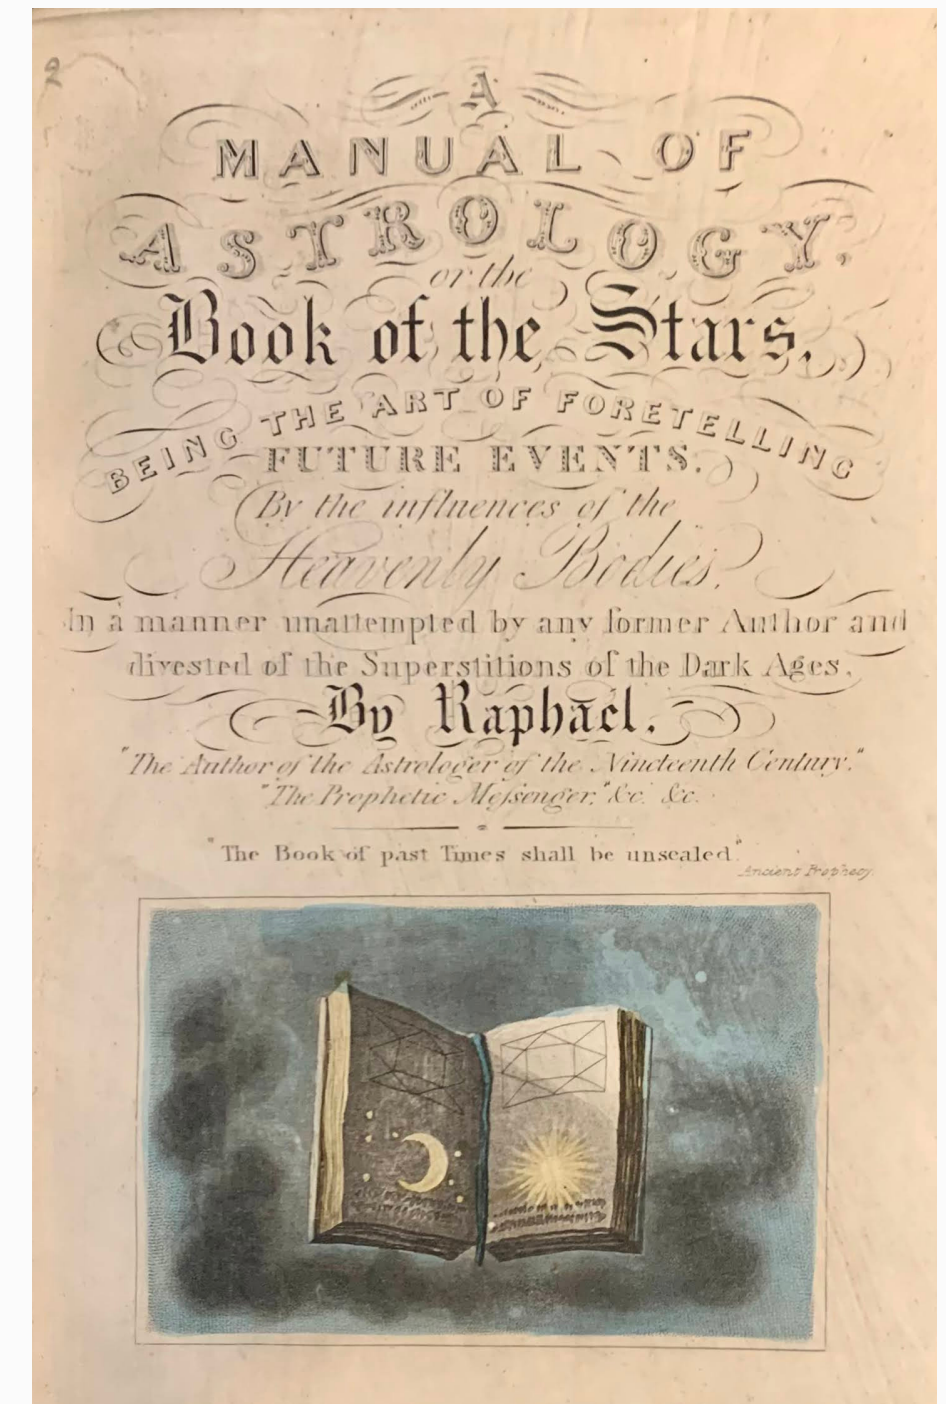 2
A
MANUAL OF
ASTROLOGY,
or the
Book of the Stars,
BEING THE ART OF FORETELLING
FUTURE EVENTS.
By the influences of the
Heavenly Bodies.
In a manner unattempted by any former Author and
divested of the Superstitions of the Dark Ages.
By Raphael.
"The Author of the Astrologer of the Nineteenth Century."
"The Prophetic Messenger," &c. &c.
"The Book of past Times shall be unsealed."
Ancient Prophecy.